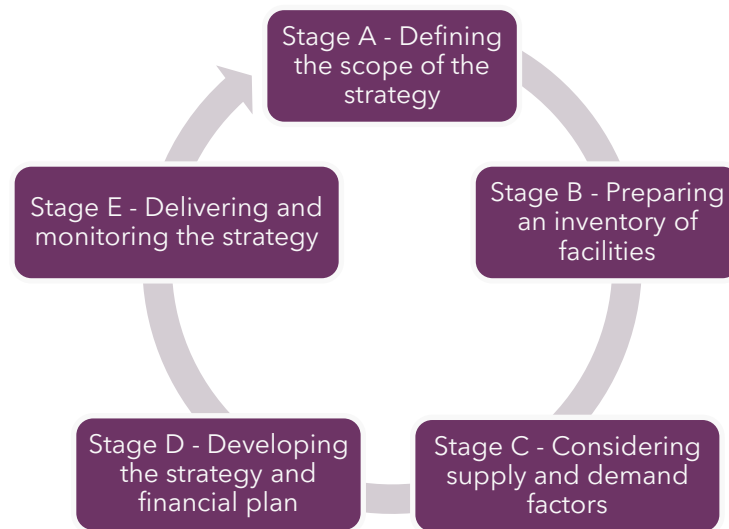 Stage A - Defining
the scope of the
strategy
Stage B - Preparing
an inventory of
facilities
Stage C - Considering
supply and demand
factors
Stage D - Developing
the strategy and
financial plan
Stage E - Delivering and
monitoring the strategy